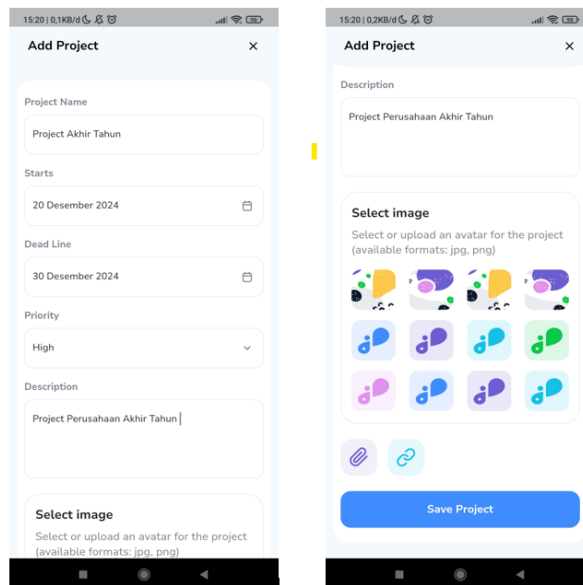 15:20 | 0,1KB/d
Add Project
Project Name
Project Akhir Tahun
Starts
20 Desember 2024
Dead Line
30 Desember 2024
Priority
High
Description
Project Perusahaan Akhir Tahun
Select image
Select or upload an avatar for the project
(available formats: jpg, png)
15:20 | 0,2KB/d
Add Project
Description
Project Perusahaan Akhir Tahun
Select image
Select or upload an avatar for the project
(available formats: jpg, png)
Save Project